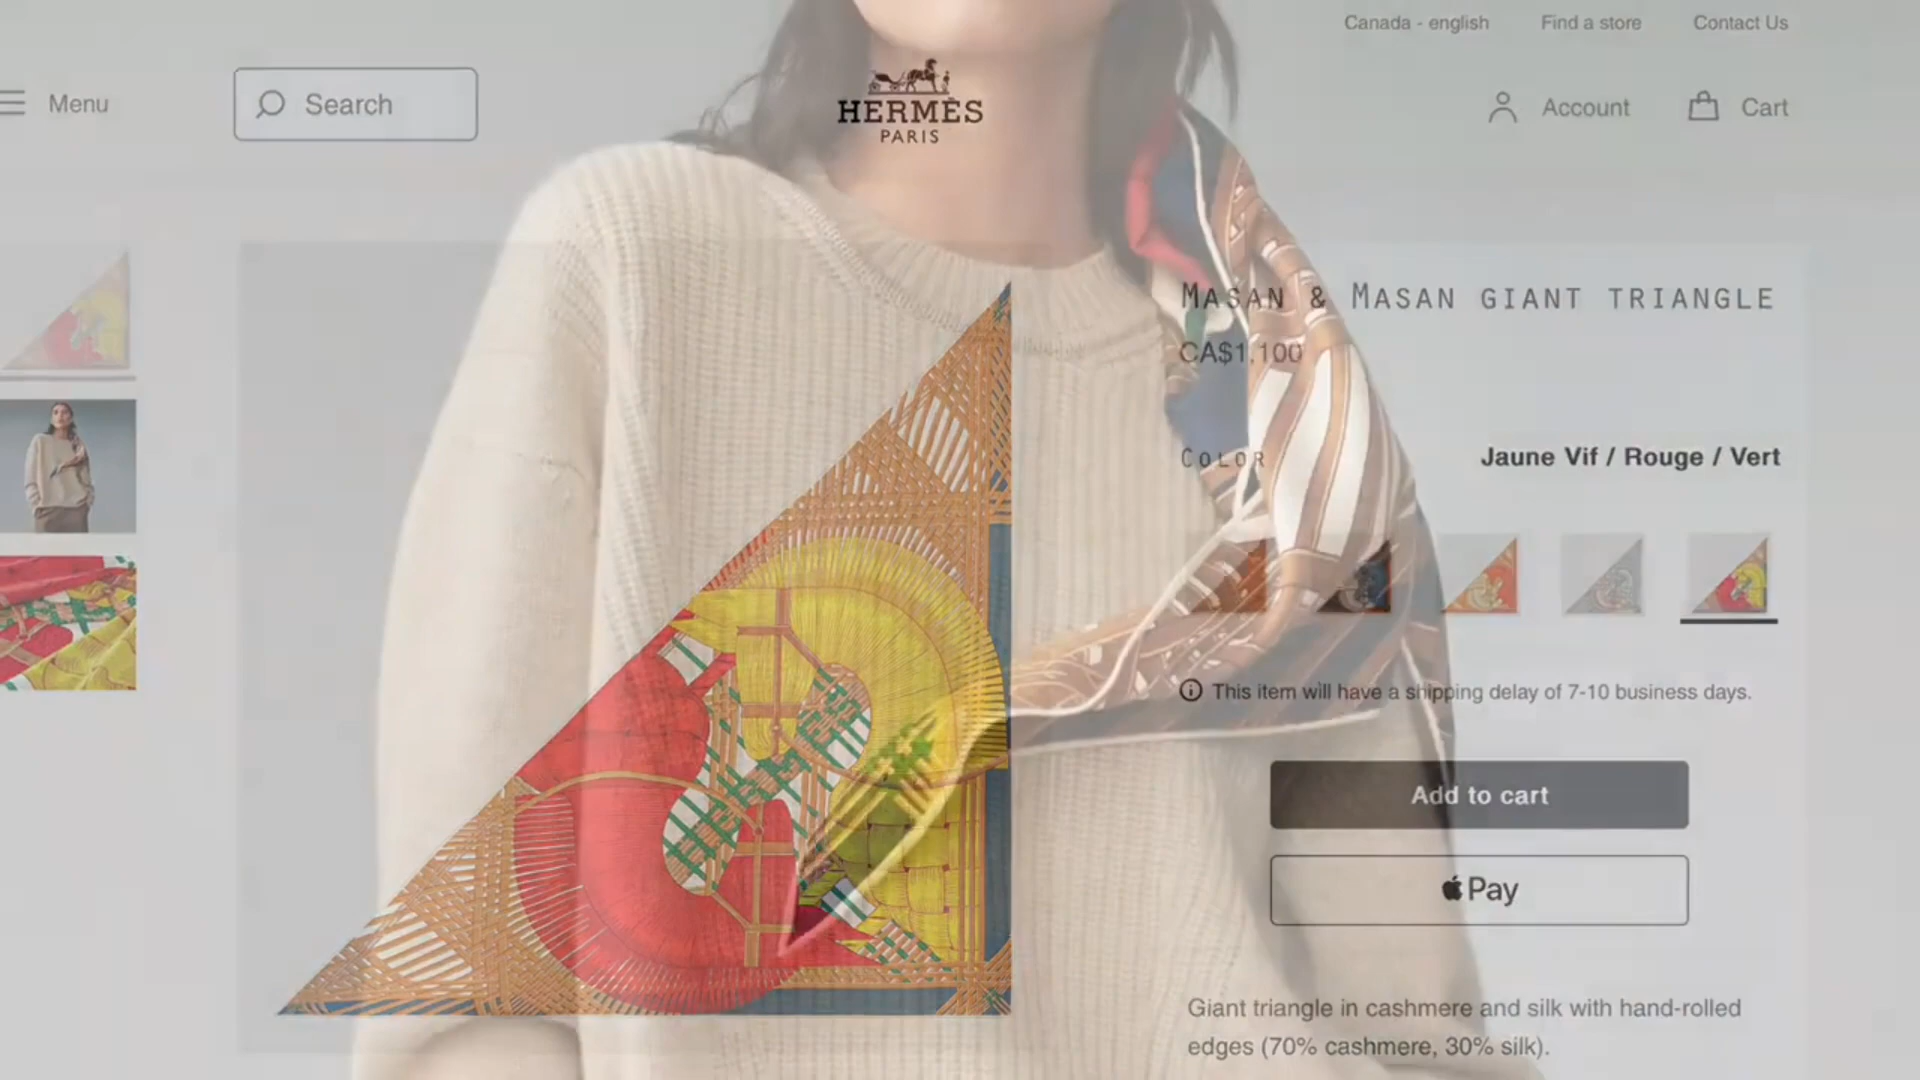 Canada - english
Find a store
Contact Us
Menu
Search
HERMÈS
PARIS
Account
Cart
MASAN & MASAN GIANT TRIANGLE
CA$1,100
COLOR
Jaune Vif / Rouge / Vert
This item will have a shipping delay of 7-10 business days.
Add to cart
Pay
Giant triangle in cashmere and silk with hand-rolled
edges (70% cashmere, 30% silk).